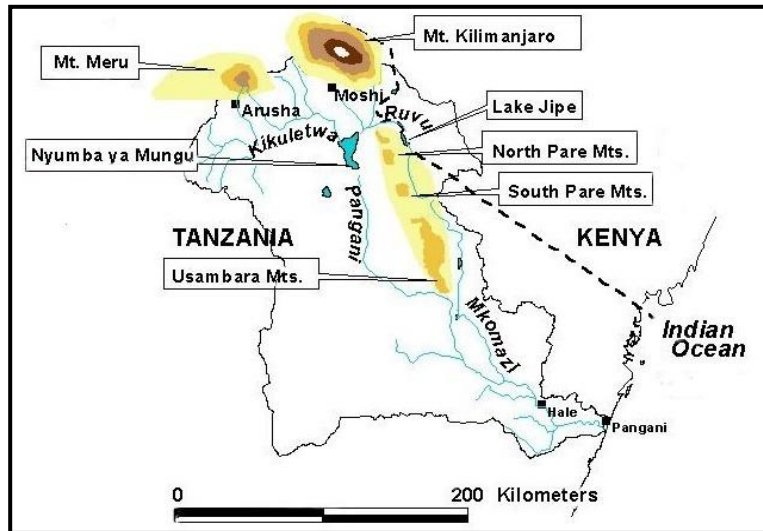 Mt. Kilimanjaro
Mt. Meru
Moshi
Arusha
Ruvu
Lake Jipe
Kikuletwa
Nyumba ya Mungu
North Pare Mts.
South Pare Mts.
Pangani
TANZANIA
KENYA
Usambara Mts.
Mkomazi
Indian
Ocean
Hale
Pangani
0 200 Kilometers